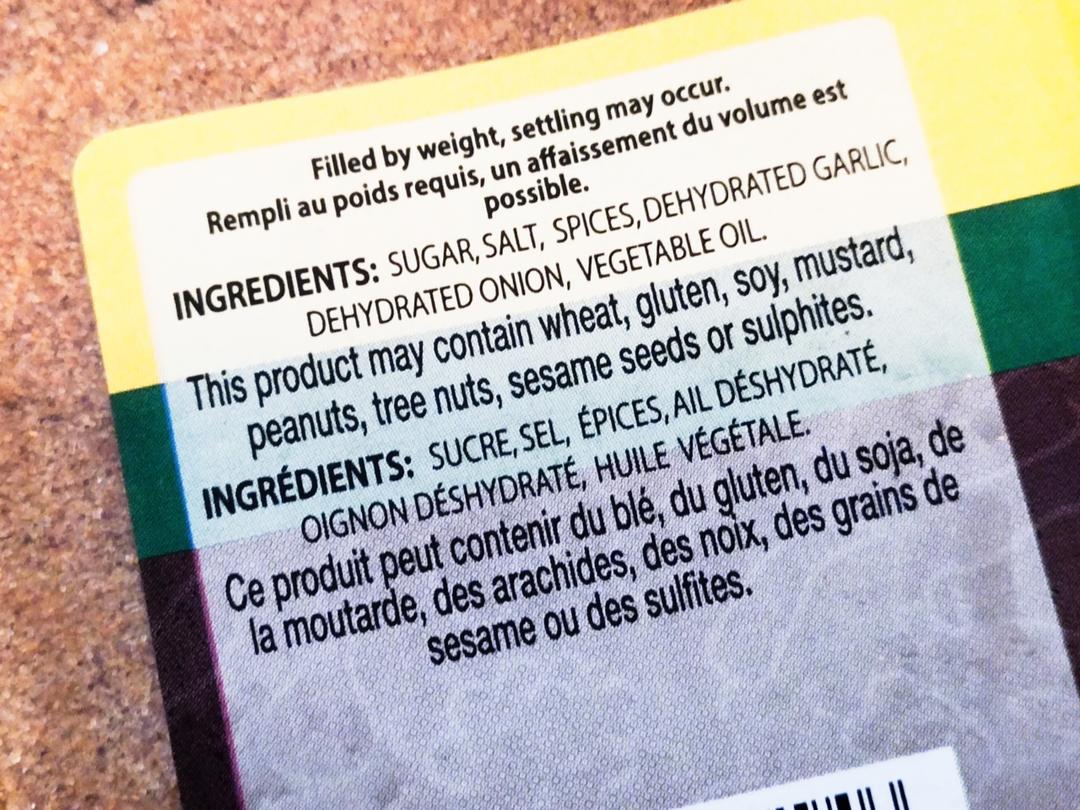 Filled by weight, settling may occur.
Rempli au poids requis, un affaissement du volume est
possible.
INGREDIENTS: SUGAR, SALT, SPICES, DEHYDRATED GARLIC,
DEHYDRATED ONION, VEGETABLE OIL.
This product may contain wheat, gluten, soy, mustard,
peanuts, tree nuts, sesame seeds or sulphites.
INGRÉDIENTS: SUCRE, SEL, ÉPICES, AIL DÉSHYDRATÉ,
OIGNON DÉSHYDRATÉ, HUILE VÉGÉTALE.
Ce produit peut contenir du blé, du gluten, du soja, de
la moutarde, des arachides, des noix, des grains de
sesame ou des sulfites.